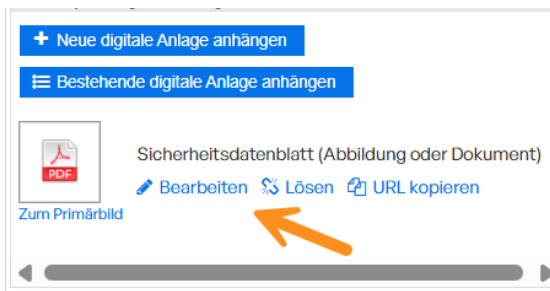 Neue digitale Anlage anhängen
Bestehende digitale Anlage anhängen
PDF
Sicherheitsdatenblatt (Abbildung oder Dokument)
Bearbeiten Lösen URL kopieren
Zum Primärbild